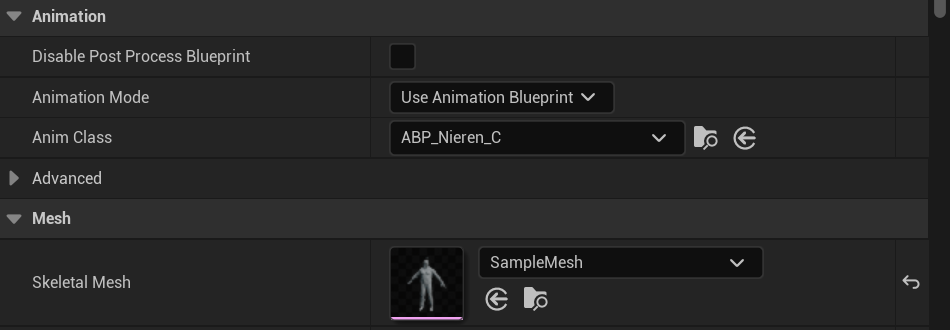 Animation
Disable Post Process Blueprint
Animation Mode
Use Animation Blueprint
Anim Class
ABP_Nieren_C
Advanced
Mesh
Skeletal Mesh
SampleMesh